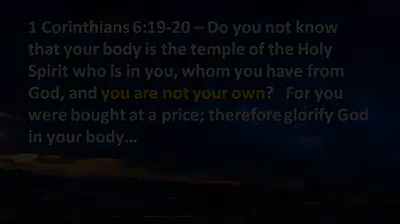 1 Corinthians 6:19-20 – Do you not know
that your body is the temple of the Holy
Spirit who is in you, whom you have from
God, and you are not your own? For you
were bought at a price; therefore glorify God
in your body…